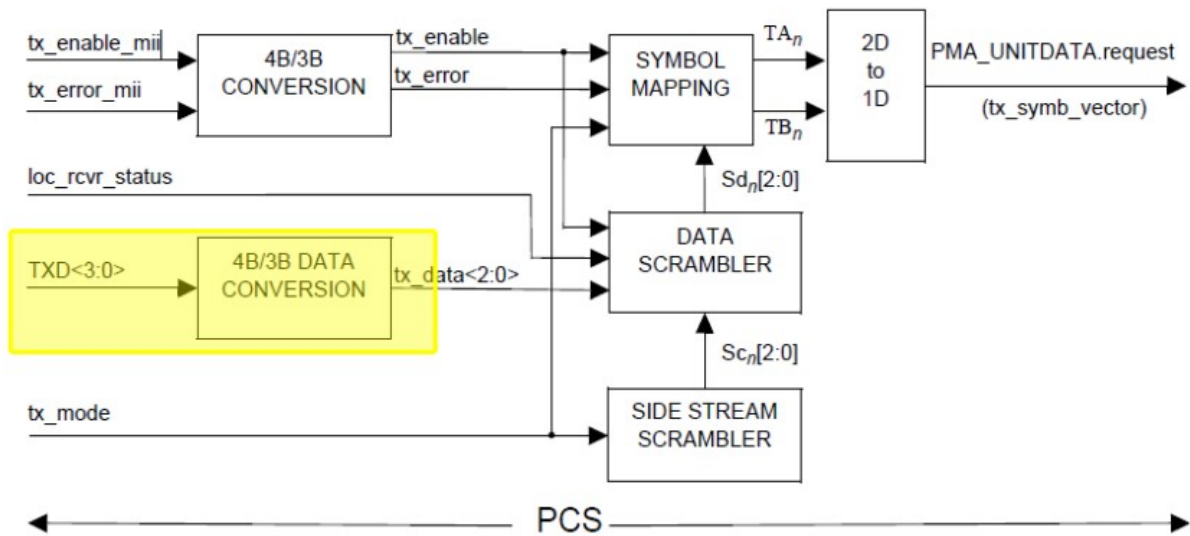 tx_enable_mii
tx_error_mii
4B/3B
CONVERSION
tx_enable
tx_error
SYMBOL
MAPPING
TAn
TBn
2D
to
1D
PMA_UNITDATA.request
(tx_symb_vector)
loc_rcvr_status
Sdn[2:0]
TXD<3:0>
4B/3B DATA
CONVERSION
tx_data<2:0>
DATA
SCRAMBLER
Scn[2:0]
tx_mode
SIDE STREAM
SCRAMBLER
PCS